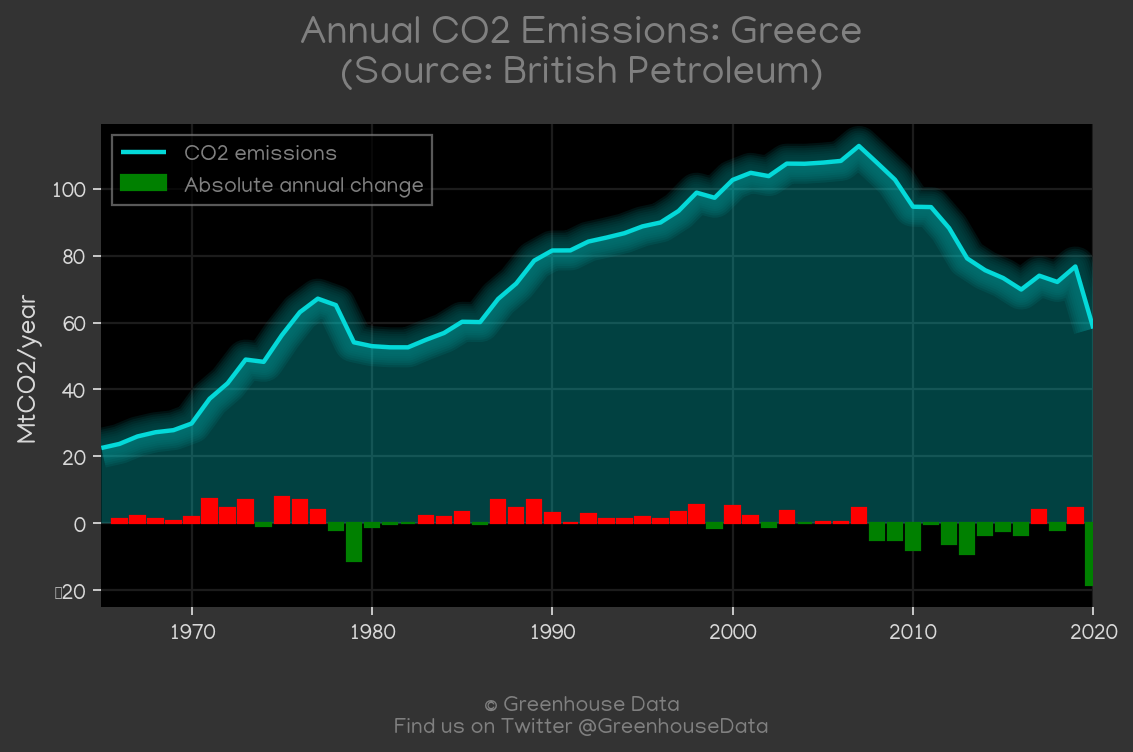 Annual CO2 Emissions: Greece
(Source: British Petroleum)
CO2 emissions
Absolute annual change
MtCO2/year
100
80
60
40
20
0
▯20
1970 1980 1990 2000 2010 2020
© Greenhouse Data
Find us on Twitter @GreenhouseData